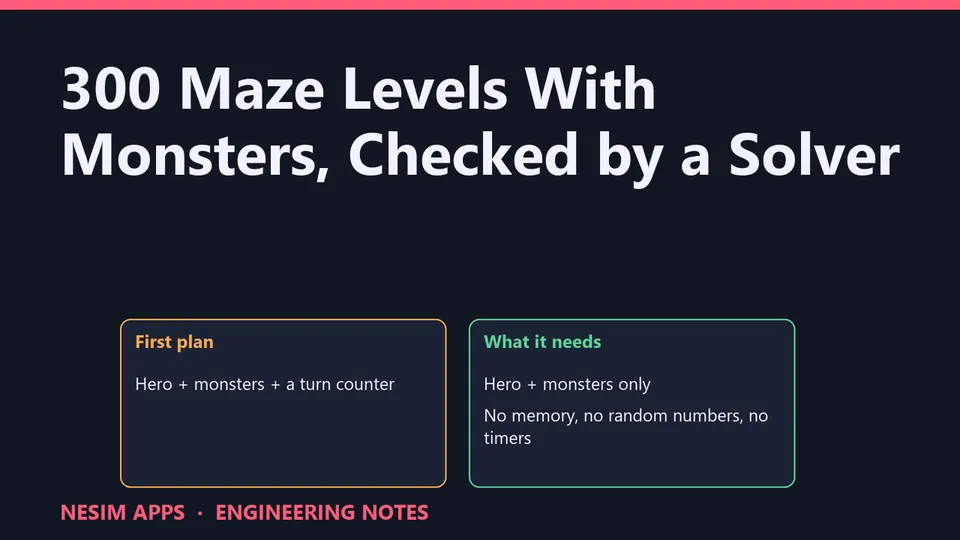 300 Maze Levels With
Monsters, Checked by a Solver
First plan
Hero + monsters + a turn counter
What it needs
Hero + monsters only
No memory, no random numbers, no
timers
NESIM APPS · ENGINEERING NOTES